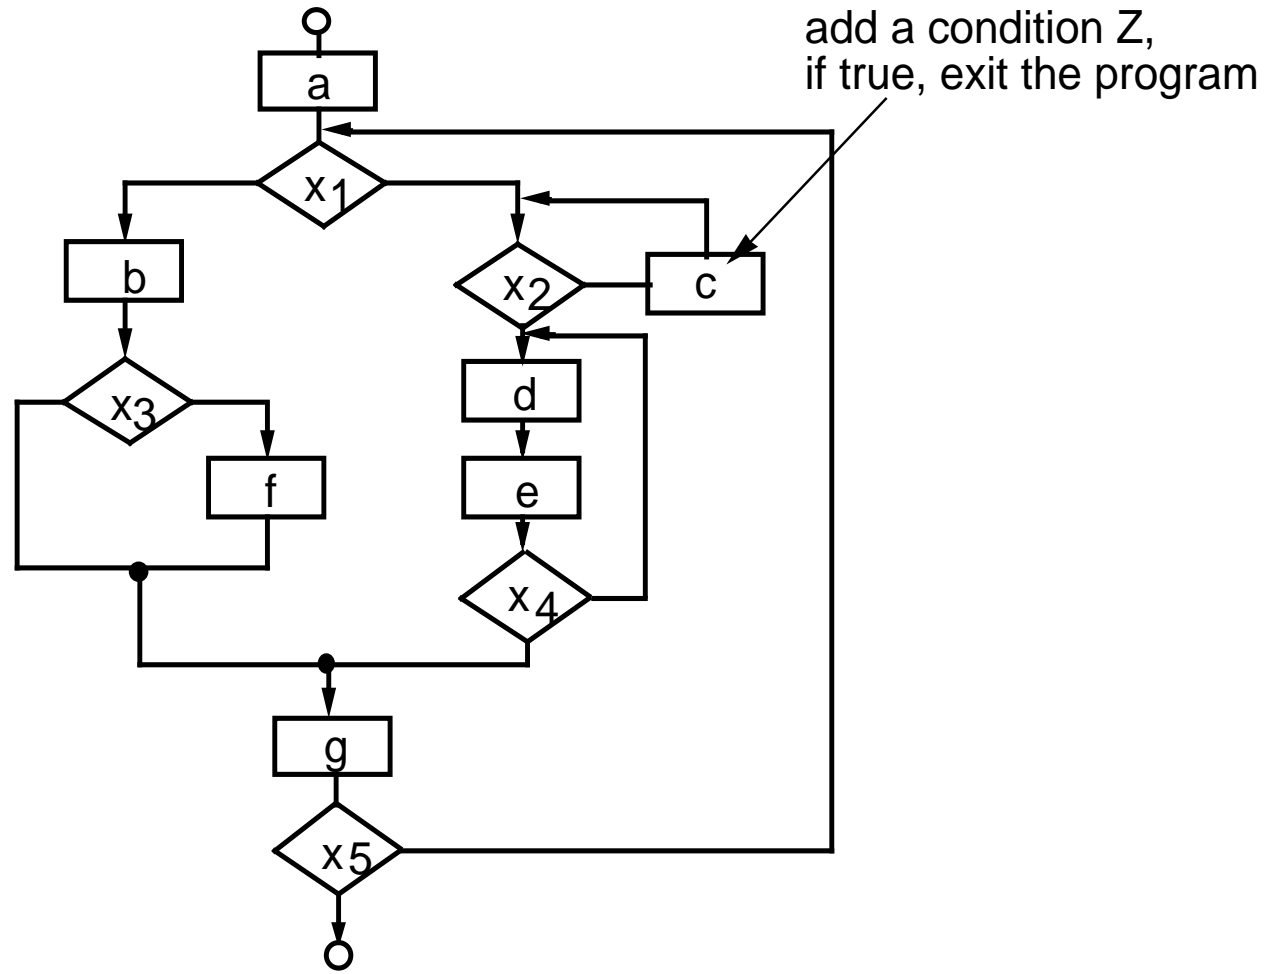 add a condition Z,
if true, exit the program
a
x1
b
x2
c
x3
d
f
e
x4
g
x5